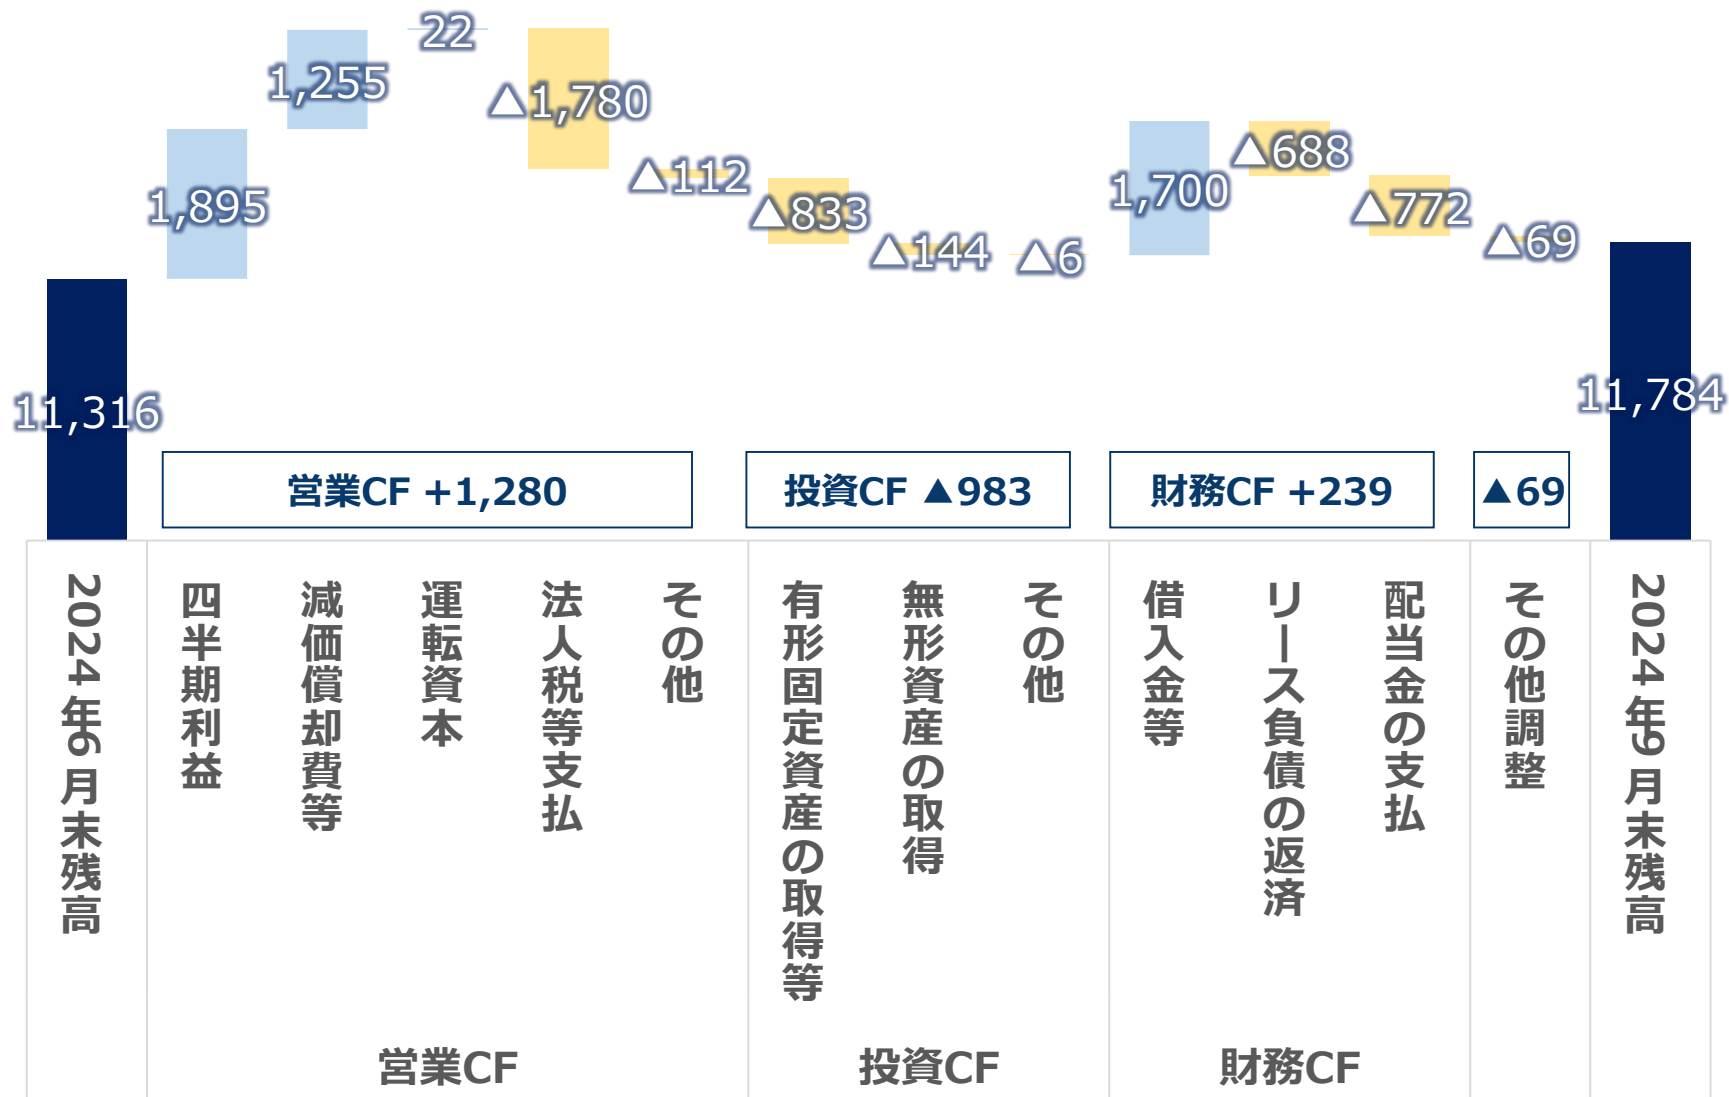 11,316
1,895
1,255
22
△1,780
△112
△833
△144
△6
1,700
△688
△772
△69
11,784
営業CF +1,280
投資CF ▲983
財務CF +239
▲69
2024年6月末残高
四半期利益
減価償却費等
運転資本
法人税等支払
その他
有形固定資産の取得等
無形資産の取得
その他
借入金等
リース負債の返済
配当金の支払
その他調整
2024年9月末残高
営業CF
投資CF
財務CF